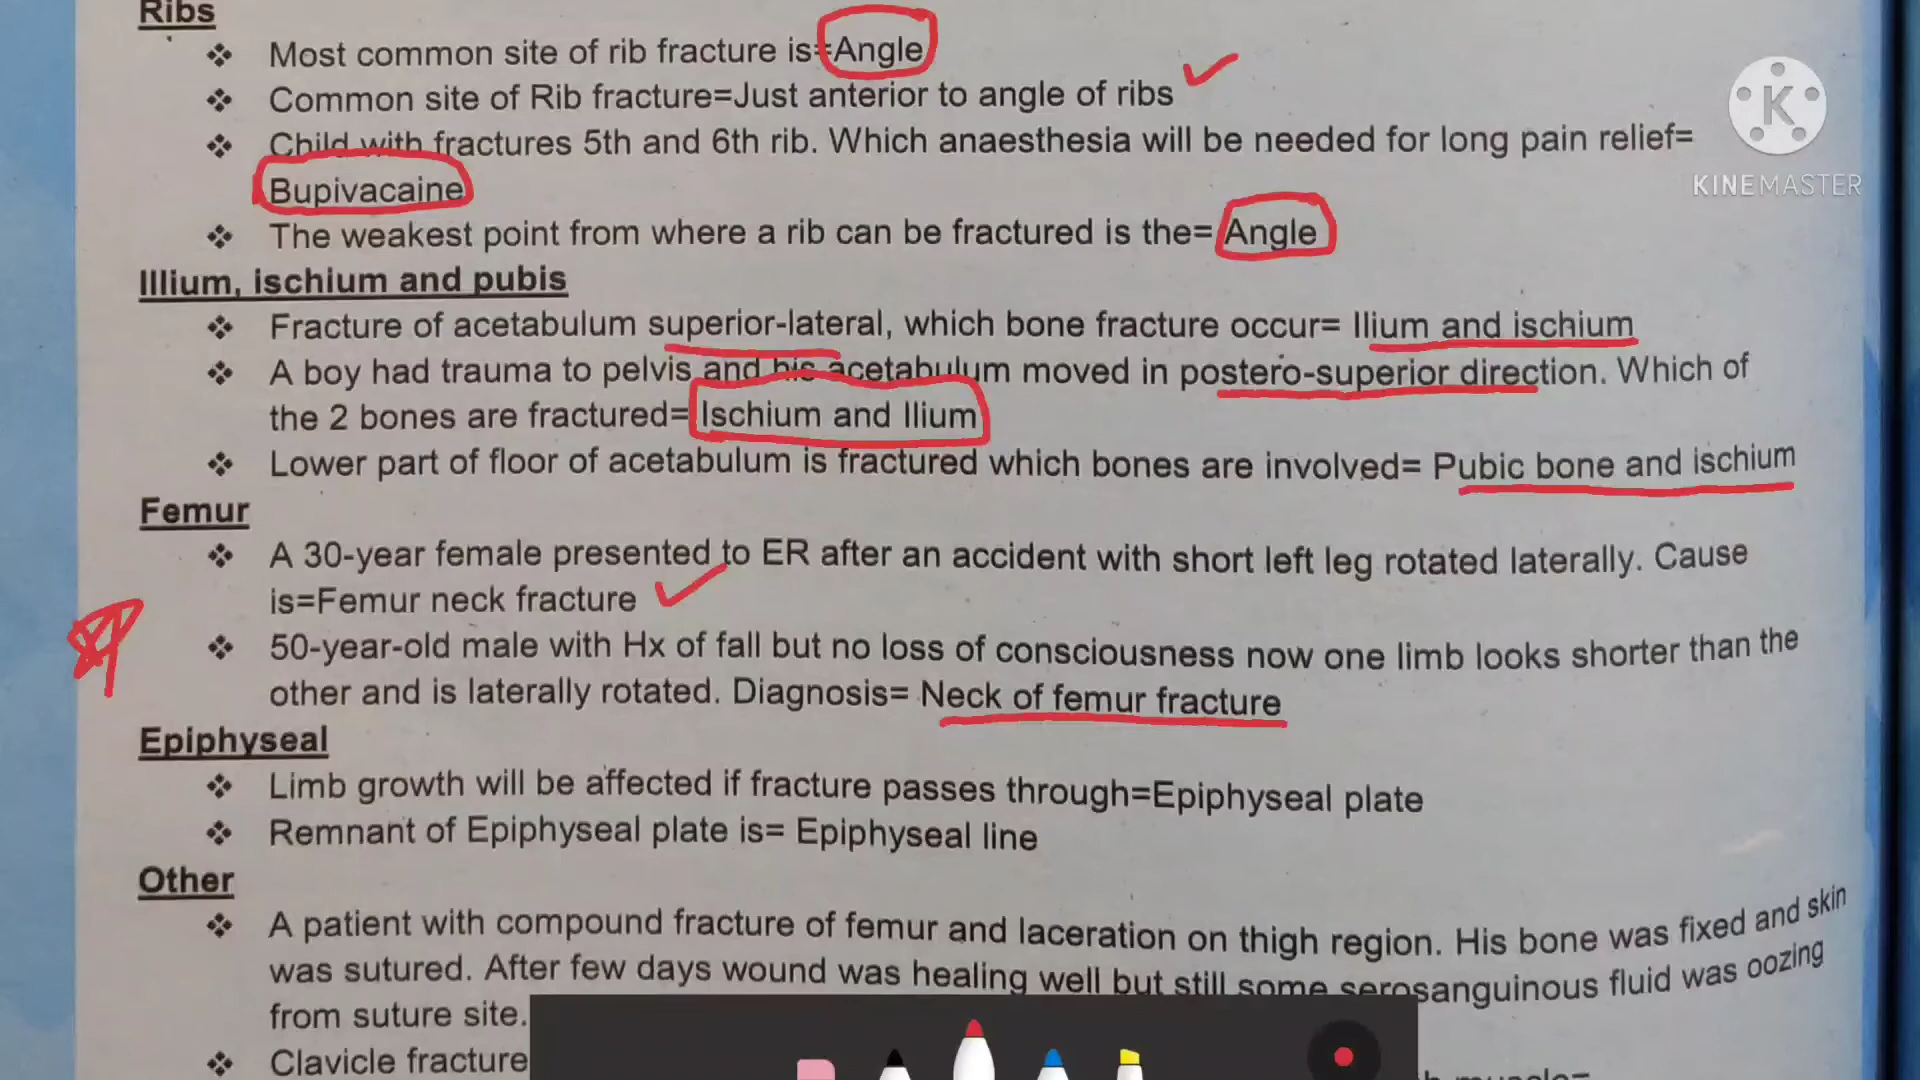 Ribs
Most common site of rib fracture is=Angle
Common site of Rib fracture=Just anterior to angle of ribs
Child with fractures 5th and 6th rib. Which anaesthesia will be needed for long pain relief=
Bupivacaine
The weakest point from where a rib can be fractured is the= Angle
Illium, ischium and pubis
Fracture of acetabulum superior-lateral, which bone fracture occur= Ilium and ischium
A boy had trauma to pelvis and his acetabulum moved in postero-superior direction. Which of
the 2 bones are fractured= Ischium and Ilium
Lower part of floor of acetabulum is fractured which bones are involved= Pubic bone and ischium
Femur
A 30-year female presented to ER after an accident with short left leg rotated laterally. Cause
is=Femur neck fracture
50-year-old male with Hx of fall but no loss of consciousness now one limb looks shorter than the
other and is laterally rotated. Diagnosis= Neck of femur fracture
Epiphyseal
Limb growth will be affected if fracture passes through=Epiphyseal plate
Remnant of Epiphyseal plate is= Epiphyseal line
Other
A patient with compound fracture of femur and laceration on thigh region. His bone was fixed and skin
was sutured. After few days wound was healing well but still some serosanguinous fluid was oozing
from suture site.
Clavicle fracture
K
KINEMASTER